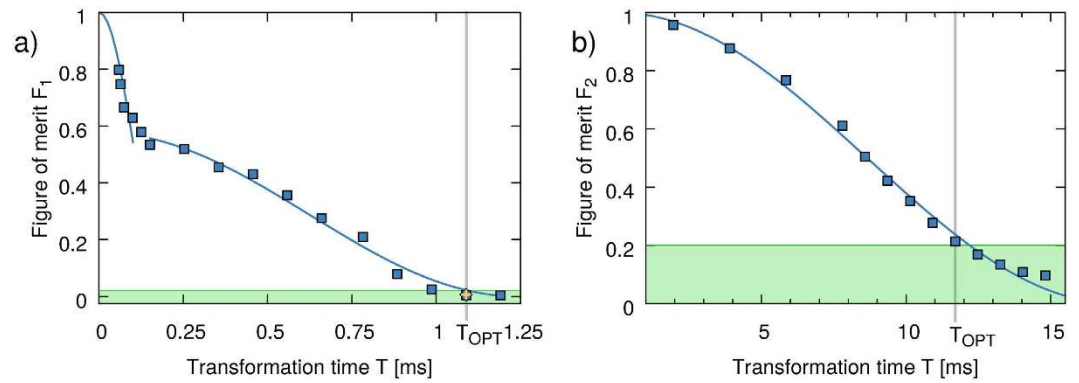 a)
Figure of merit F1
1
0.8
0.6
0.4
0.2
0
0 0.25 0.5 0.75 1 TOPT 1.25
Transformation time T [ms]
b)
Figure of merit F2
1
0.8
0.6
0.4
0.2
0
5 10 TOPT 15
Transformation time T [ms]